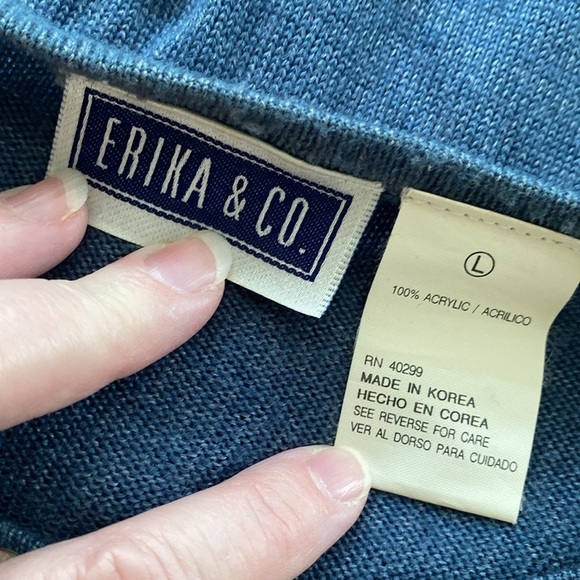 ERIKA & CO.
L
100% ACRYLIC / ACRILICO
RN 40299
MADE IN KOREA
HECHO EN COREA
SEE REVERSE FOR CARE
VER AL DORSO PARA CUIDADO